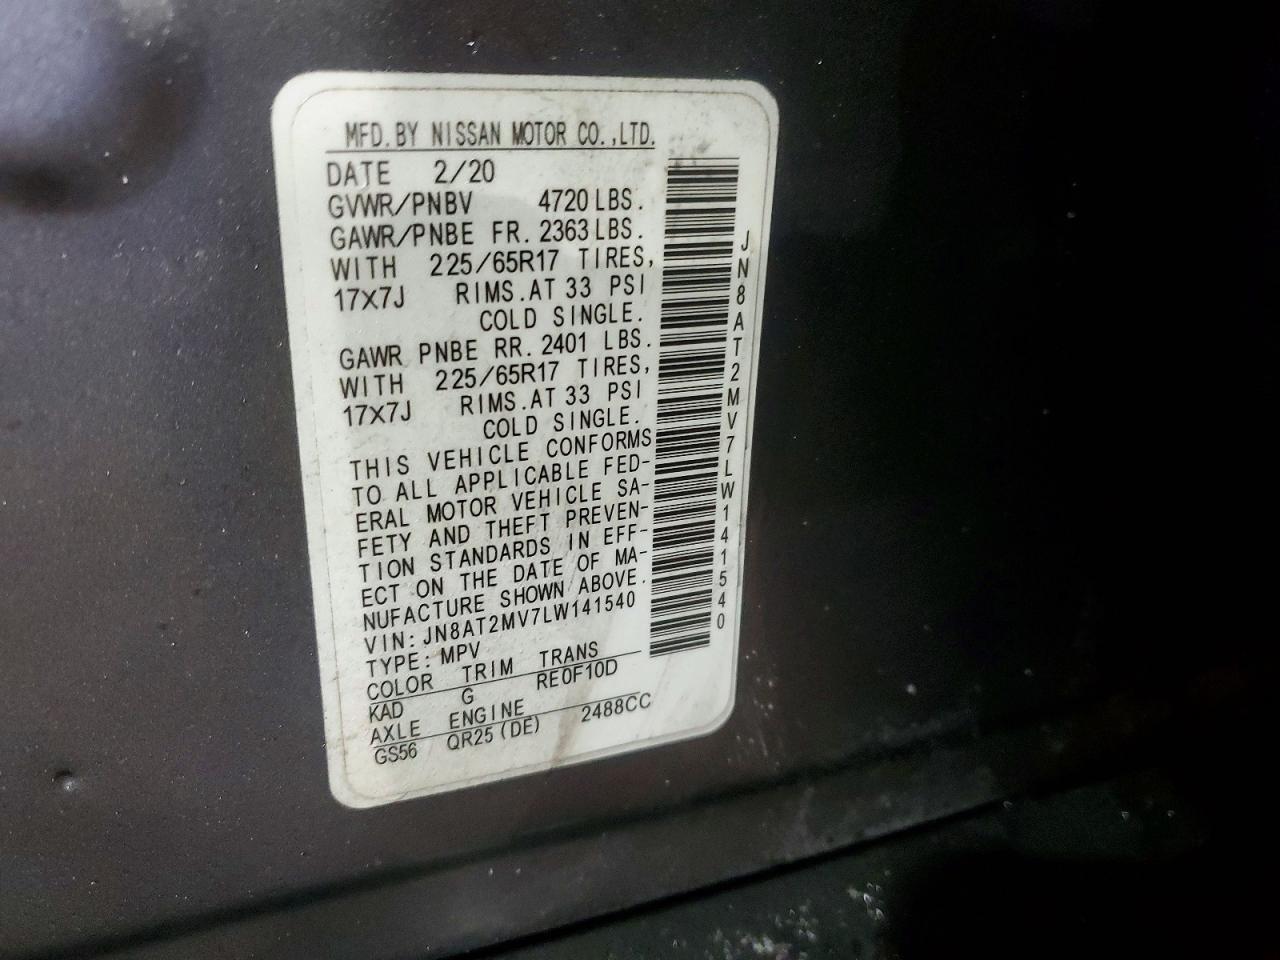 MFD. BY NISSAN MOTOR CO., LTD.
DATE 2/20
GVWR/PNBV 4720 LBS.
GAWR/PNBE FR. 2363 LBS.
WITH 225/65R17 TIRES,
17X7J RIMS. AT 33 PSI
COLD SINGLE.
GAWR PNBE RR. 2401 LBS.
WITH 225/65R17 TIRES,
17X7J RIMS. AT 33 PSI
COLD SINGLE.
THIS VEHICLE CONFORMS
TO ALL APPLICABLE FED-
ERAL MOTOR VEHICLE SA-
FETY AND THEFT PREVEN-
TION STANDARDS IN EFF-
ECT ON THE DATE OF MA-
NUFACTURE SHOWN ABOVE.
VIN: JN8AT2MV7LW141540
TYPE: MPV
COLOR TRIM TRANS
KAD G RE0F10D
AXLE ENGINE
GS56 QR25 (DE) 2488CC
JN8AT2MV7LW141540